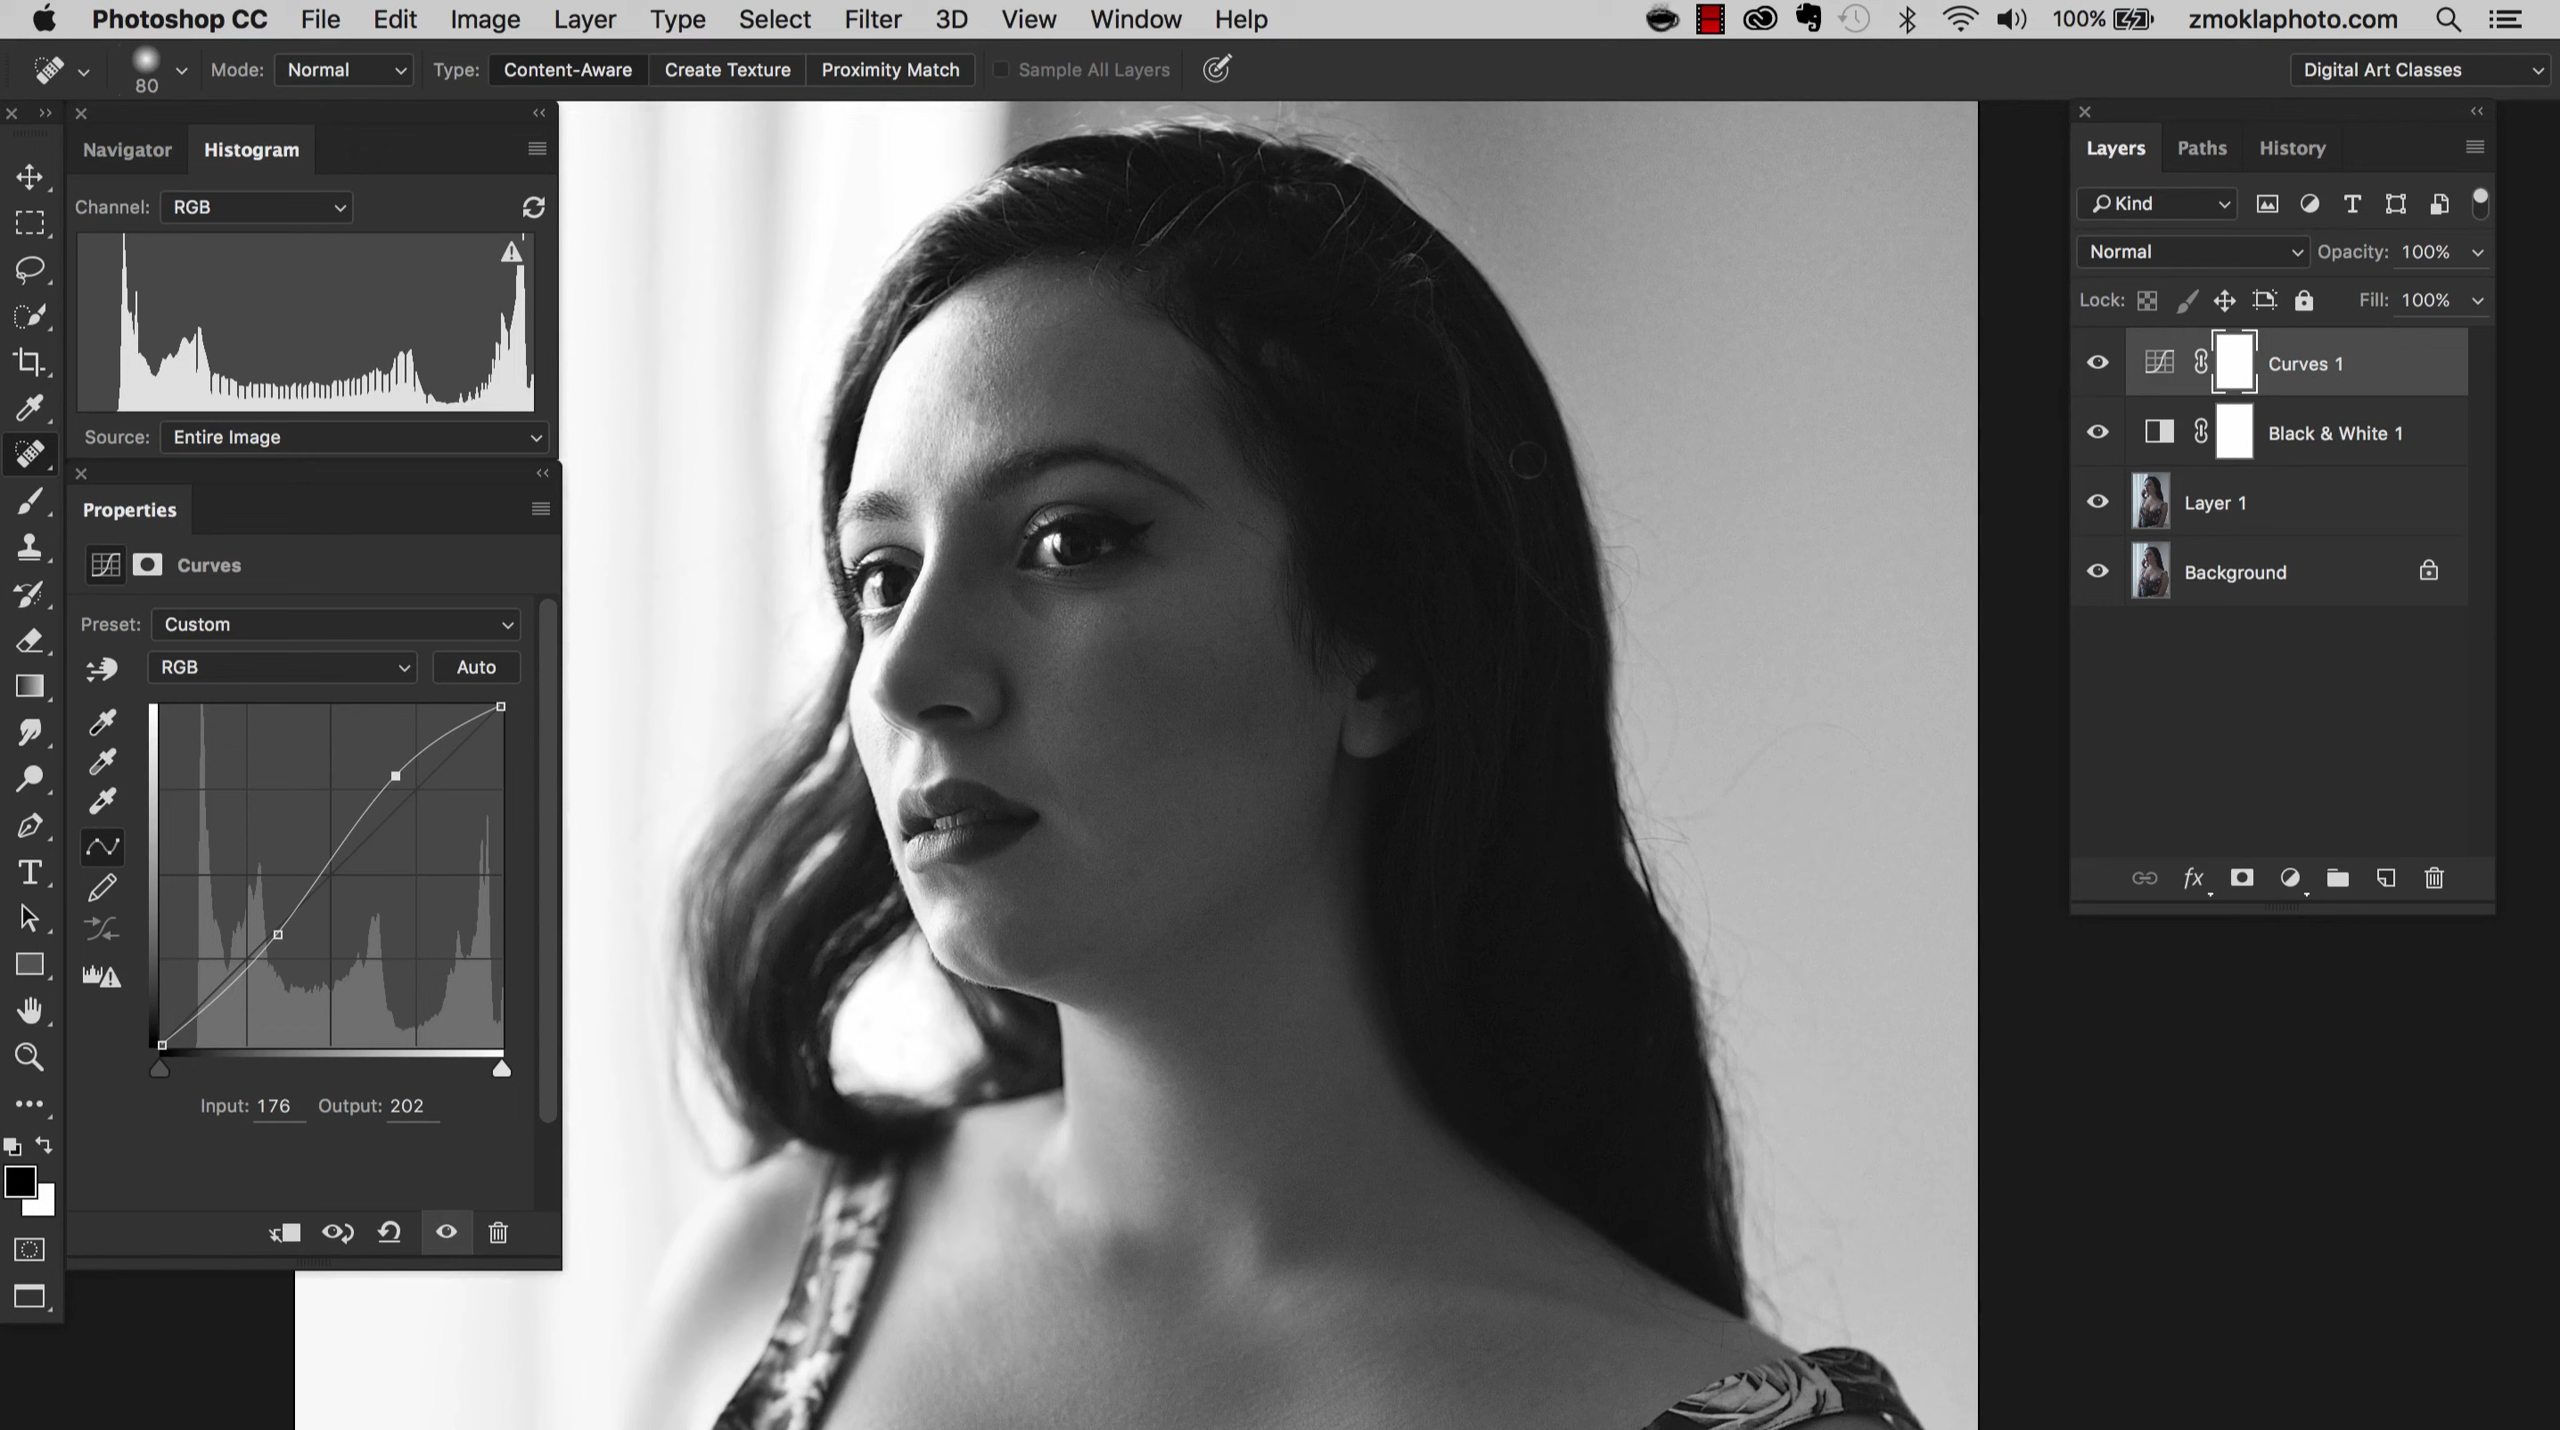 Photoshop CC File Edit Image Layer Type Select Filter 3D View Window Help 100% zmoklaphoto.com
80 Mode: Normal Type: Content-Aware Create Texture Proximity Match Sample All Layers Digital Art Classes
Navigator Histogram
Channel: RGB
Source: Entire Image
Properties
Curves
Preset: Custom
RGB Auto
Input: 176 Output: 202
Layers Paths History
Kind
Normal Opacity: 100%
Lock: Fill: 100%
Curves 1
Black & White 1
Layer 1
Background
fx